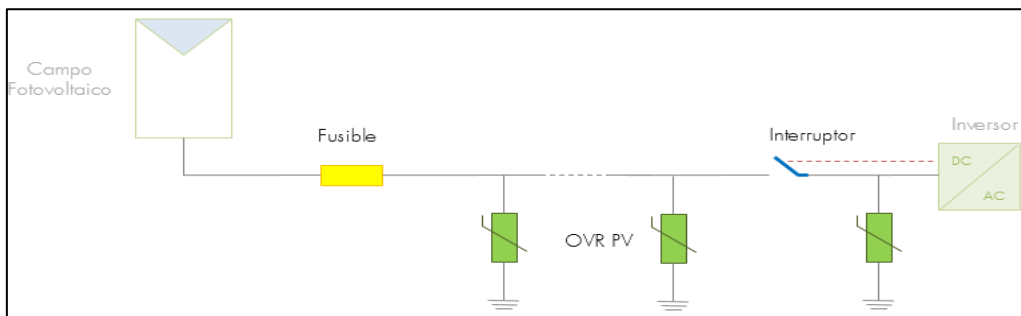 Campo
Fotovoltaico
Fusible
Interruptor
Inversor
DC
AC
OVR PV